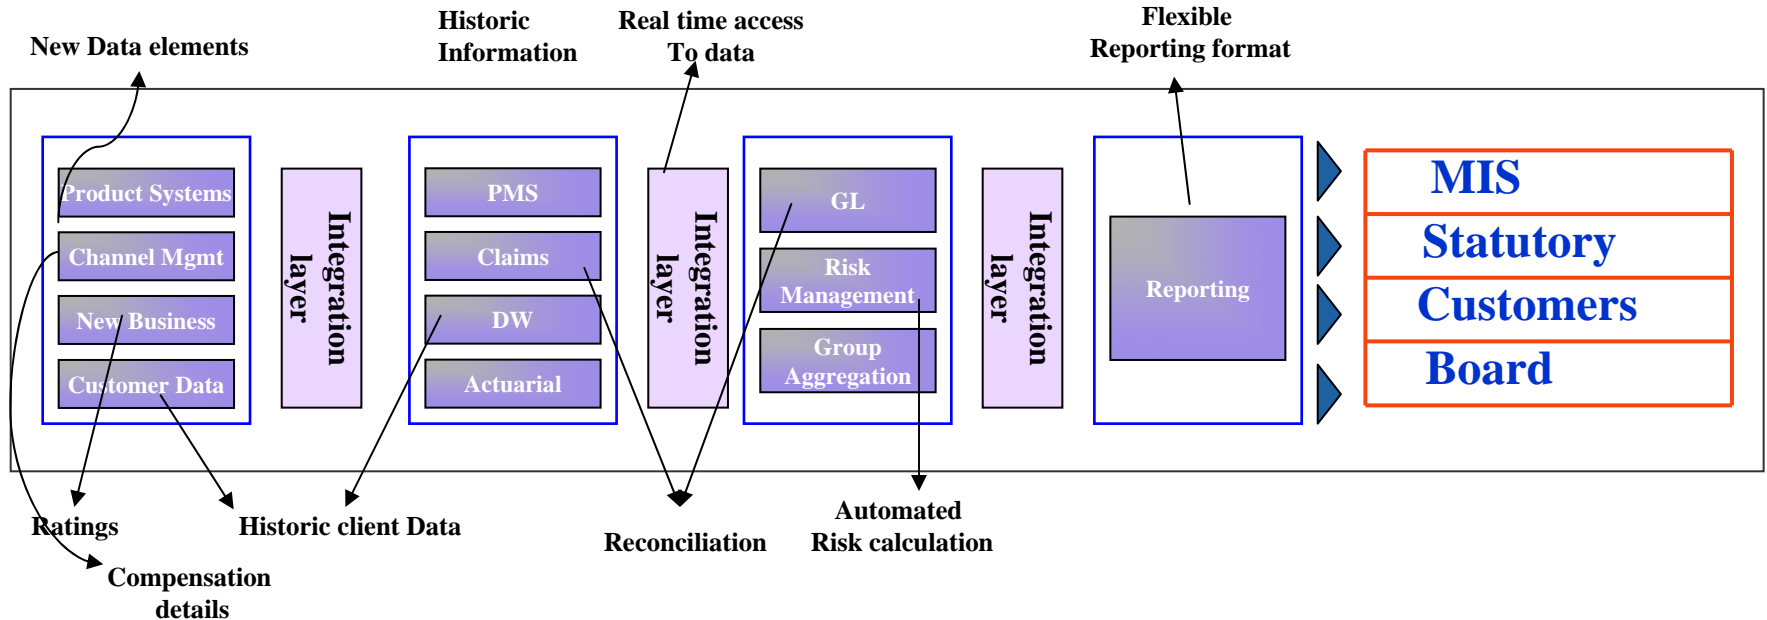 New Data elements
Historic
Information
Real time access
To data
Flexible
Reporting format
Product Systems
Channel Mgmt
New Business
Customer Data
Integration
layer
PMS
Claims
DW
Actuarial
Integration
layer
GL
Risk
Management
Group
Aggregation
Integration
layer
Reporting
MIS
Statutory
Customers
Board
Ratings
Historic client Data
Compensation
details
Reconciliation
Automated
Risk calculation